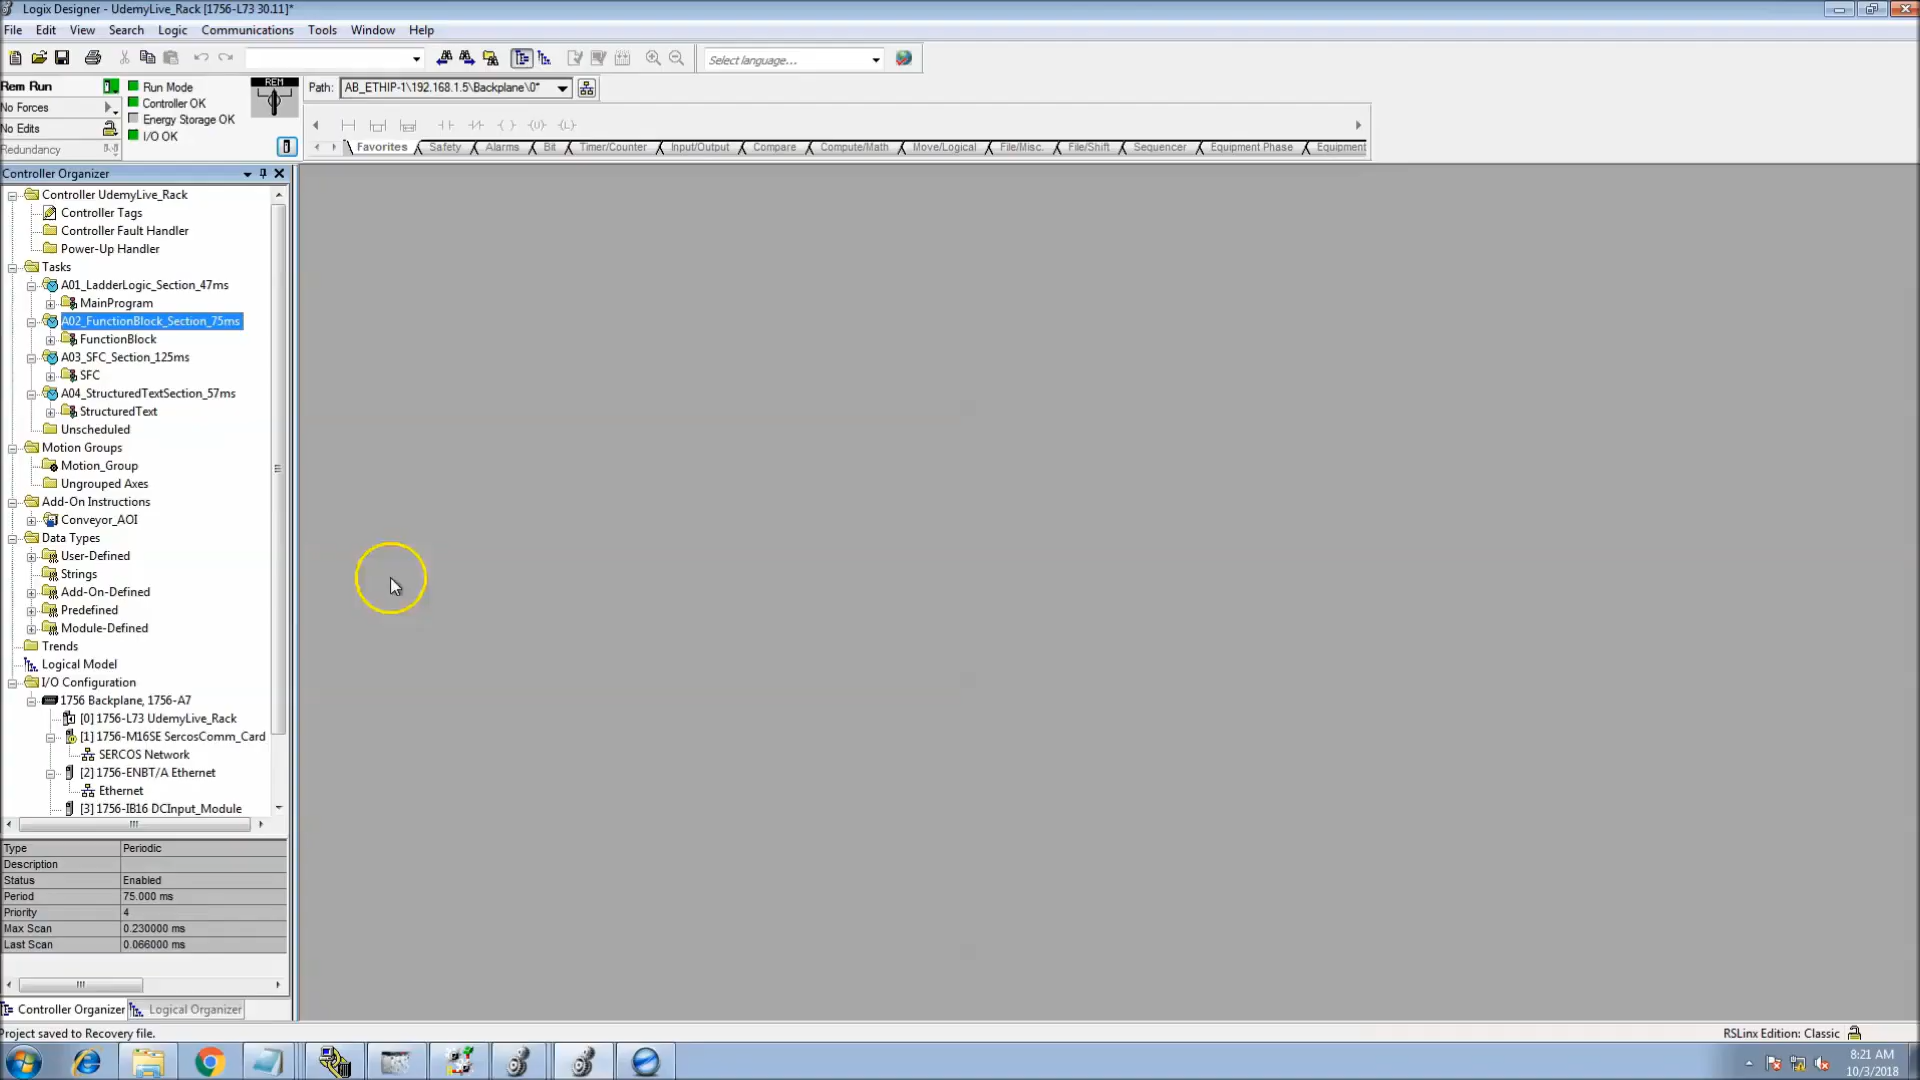 Logix Designer - UdemyLive_Rack [1756-L73 30.11]*
File Edit View Search Logic Communications Tools Window Help
Select language...
Rem Run
Run Mode
REM
Path: AB_ETHIP-1\192.168.1.5\Backplane\0*
No Forces
Controller OK
Energy Storage OK
No Edits
I/O OK
Redundancy
Favorites Safety Alarms Bit Timer/Counter Input/Output Compare Compute/Math Move/Logical File/Misc. File/Shift Sequencer Equipment Phase Equipment
Controller Organizer
Controller UdemyLive_Rack
Controller Tags
Controller Fault Handler
Power-Up Handler
Tasks
A01_LadderLogic_Section_47ms
MainProgram
A02_FunctionBlock_Section_75ms
FunctionBlock
A03_SFC_Section_125ms
SFC
A04_StructuredTextSection_57ms
StructuredText
Unscheduled
Motion Groups
Motion_Group
Ungrouped Axes
Add-On Instructions
Conveyor_AOI
Data Types
User-Defined
Strings
Add-On-Defined
Predefined
Module-Defined
Trends
Logical Model
I/O Configuration
1756 Backplane, 1756-A7
[0] 1756-L73 UdemyLive_Rack
[1] 1756-M16SE SercosComm_Card
SERCOS Network
[2] 1756-ENBT/A Ethernet
Ethernet
[3] 1756-IB16 DCInput_Module
Type Periodic
Description
Status Enabled
Period 75.000 ms
Priority 4
Max Scan 0.230000 ms
Last Scan 0.066000 ms
Controller Organizer Logical Organizer
Project saved to Recovery file.
RSLinx Edition: Classic
8:21 AM
10/3/2018